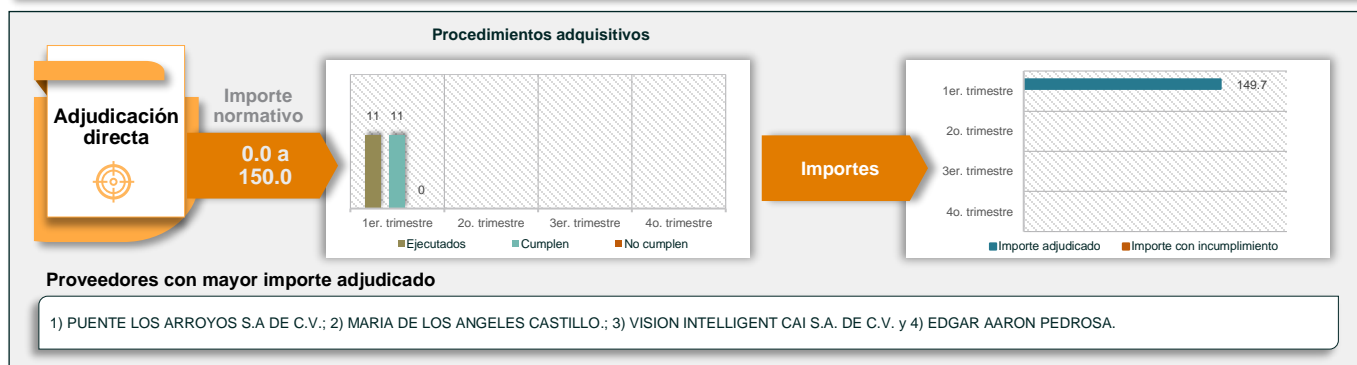 Procedimientos adquisitivos
Adjudicación
directa
Importe
normativo
0.0 a
150.0
11 11
0
1er. trimestre 2o. trimestre 3er. trimestre 4o. trimestre
Ejecutados Cumplen No cumplen
Importes
1er. trimestre 149.7
2o. trimestre
3er. trimestre
4o. trimestre
Importe adjudicado Importe con incumplimiento
Proveedores con mayor importe adjudicado
1) PUENTE LOS ARROYOS S.A DE C.V.; 2) MARIA DE LOS ANGELES CASTILLO.; 3) VISION INTELLIGENT CAI S.A. DE C.V. y 4) EDGAR AARON PEDROSA.